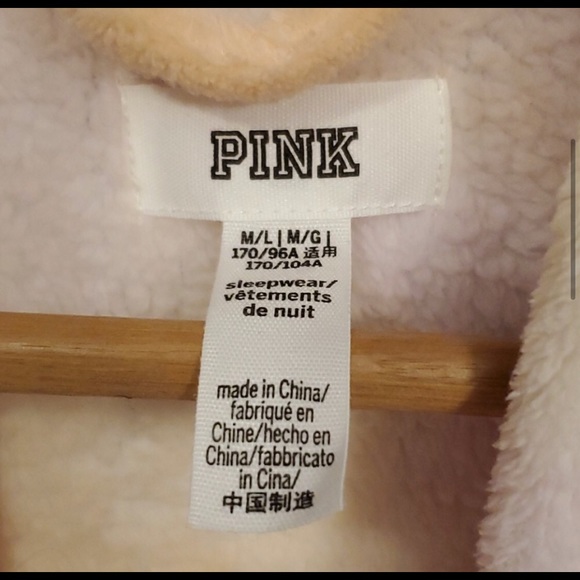 PINK
M/L | M/G |
170/96A 适用
170/104A
sleepwear/
vêtements
de nuit
made in China/
fabriqué en
Chine/hecho en
China/fabbricato
in Cina/
中国制造